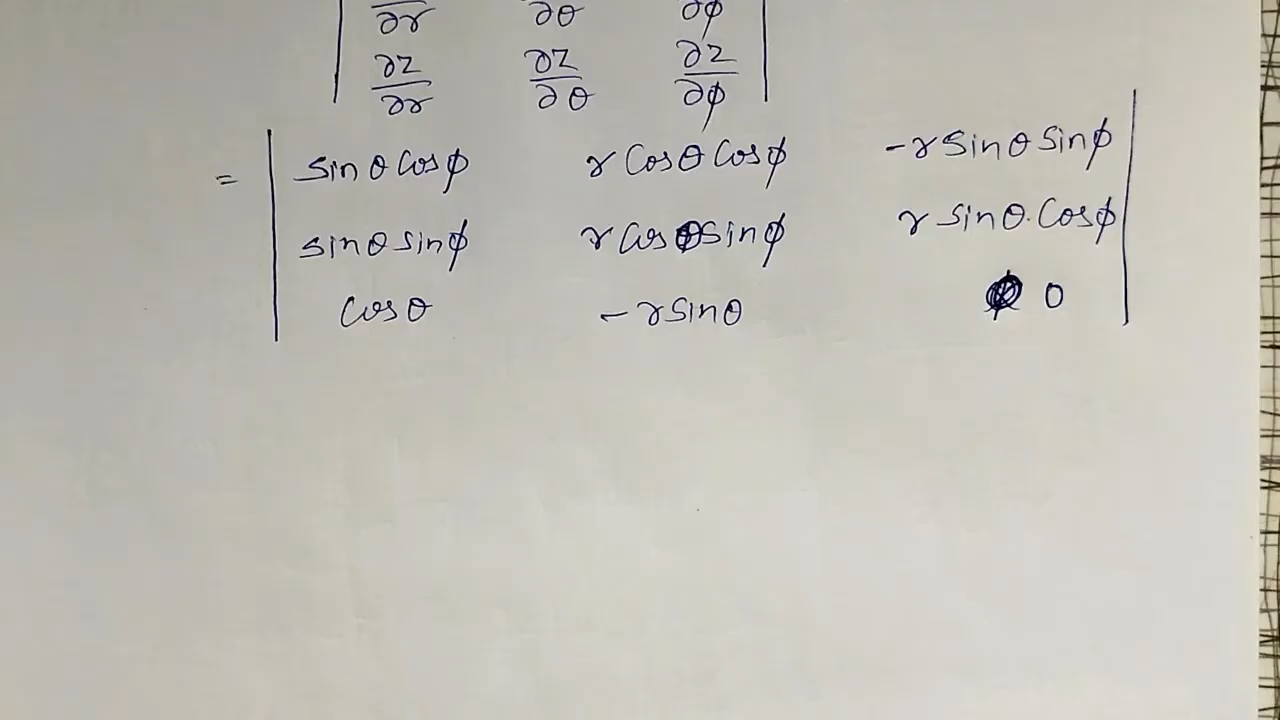 ∂r ∂θ ∂φ
∂z/∂r ∂z/∂θ ∂z/∂φ
= | sinθ cosφ r cosθ cosφ -r sinθ sinφ |
| sinθ sinφ r cosθ sinφ r sinθ. cosφ |
| cosθ - r sinθ 0 |